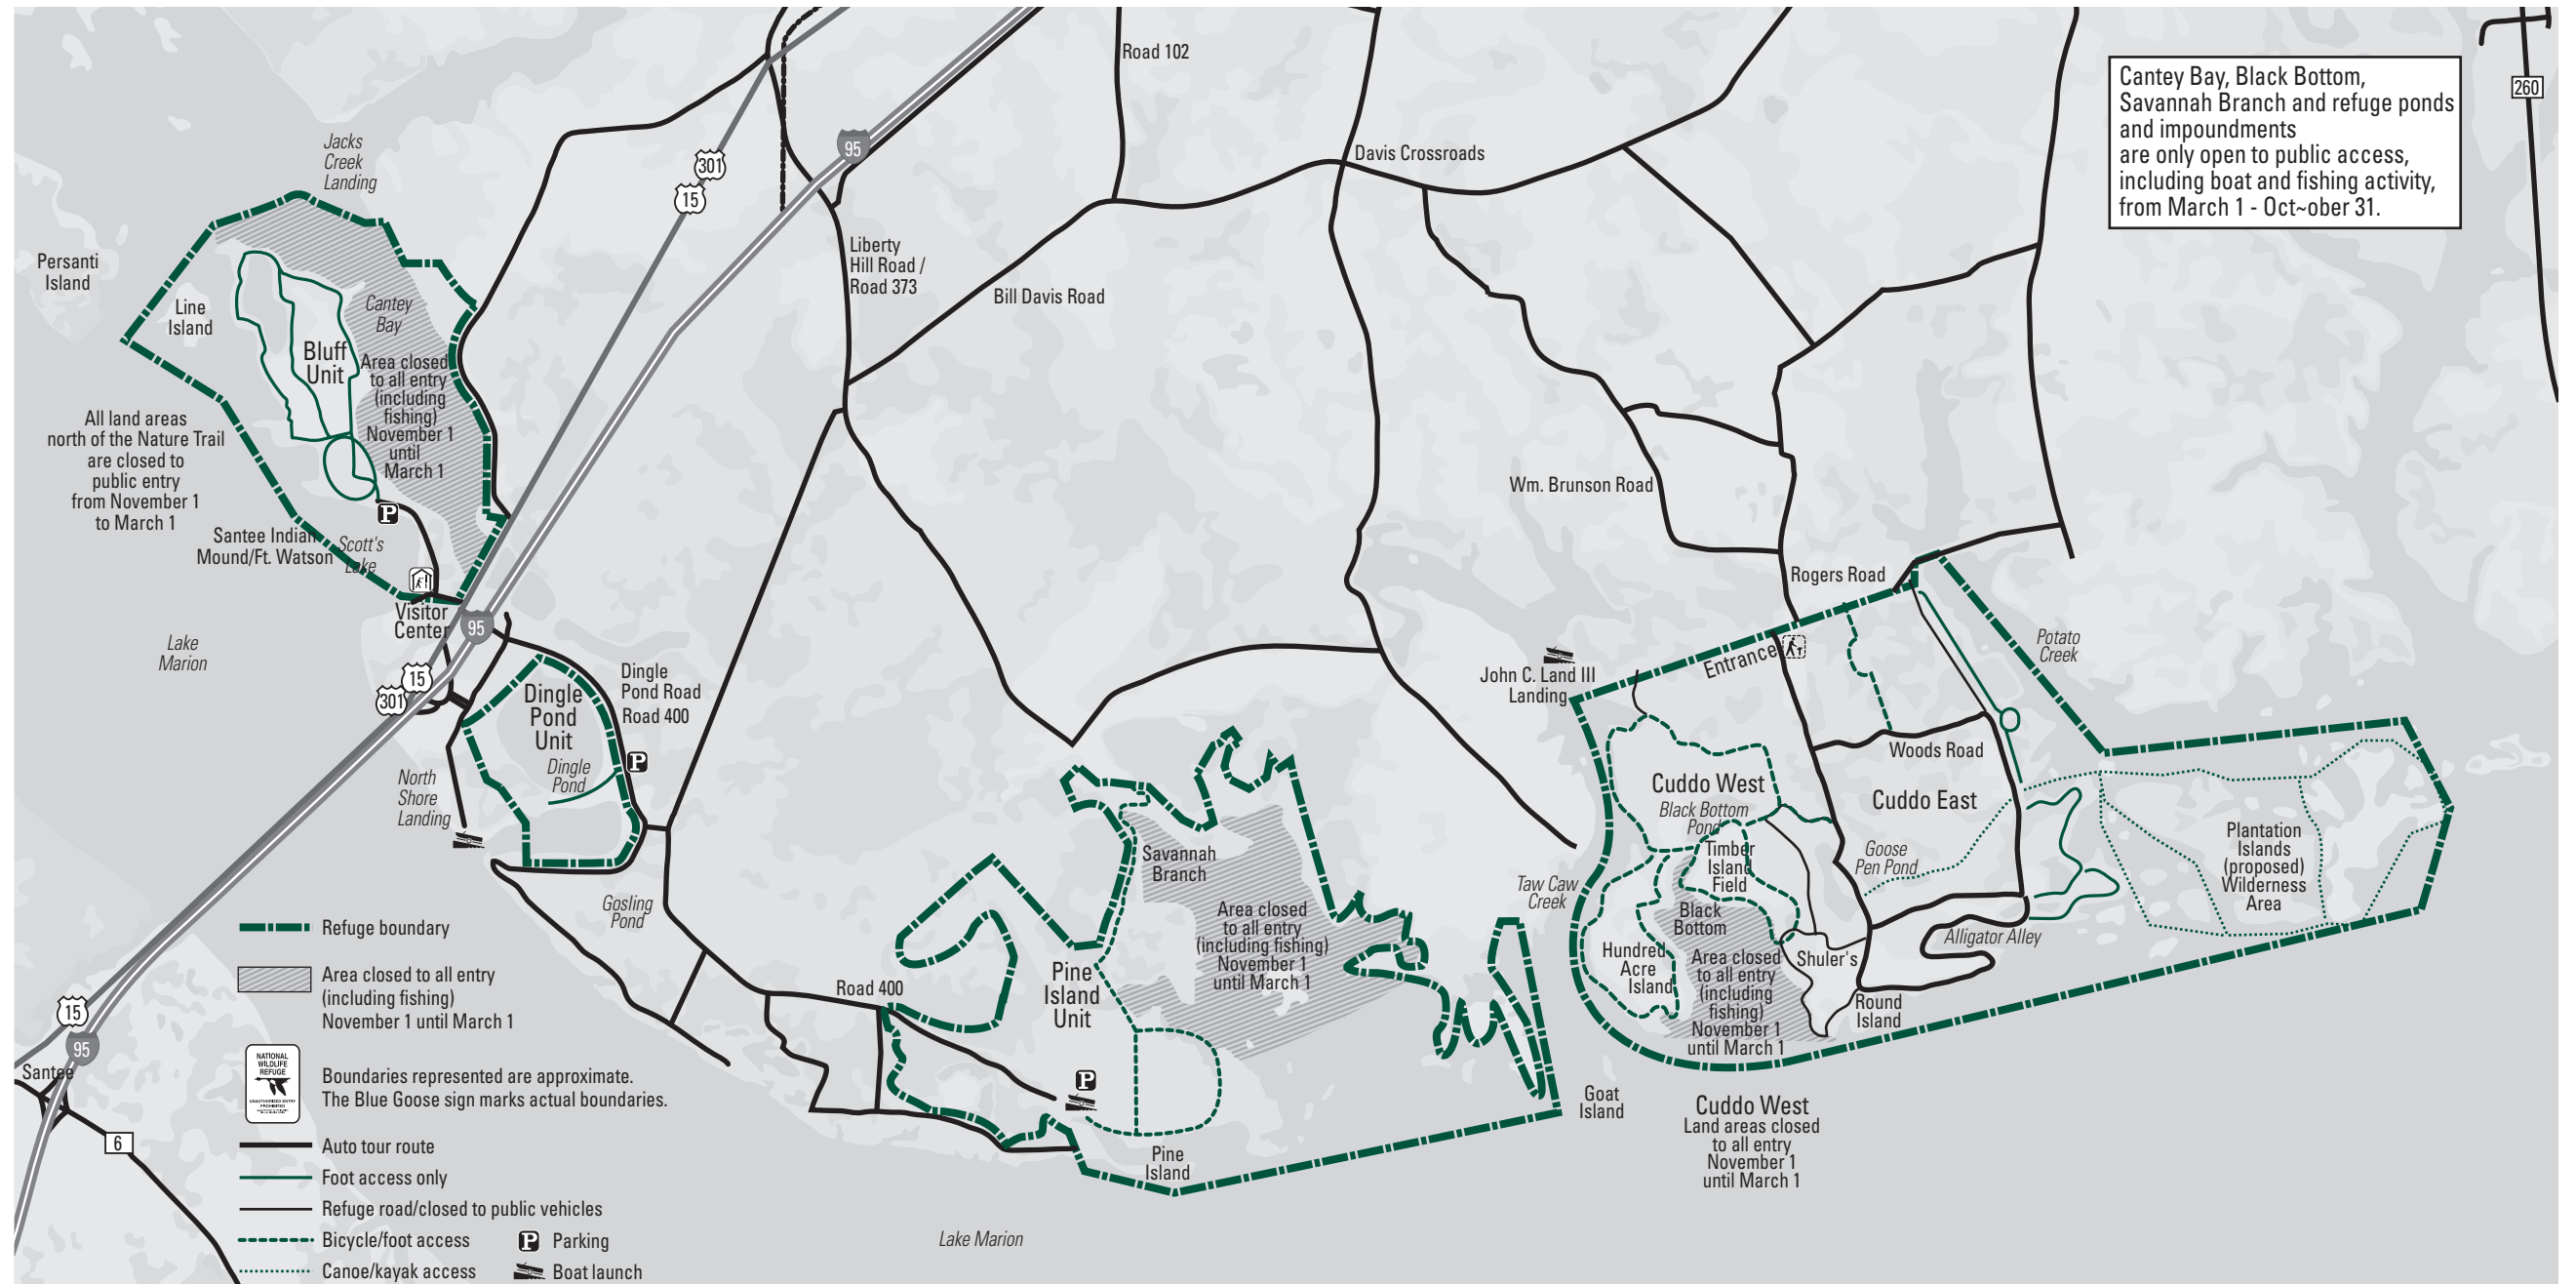 Road 102
Cantey Bay, Black Bottom,
Savannah Branch and refuge ponds
and impoundments
are only open to public access,
including boat and fishing activity,
from March 1 - Oct~ober 31.
260
Jacks
Creek
Landing
301
15
95
Davis Crossroads
Persanti
Island
Line
Island
Cantey
Bay
Bluff
Unit
Area closed
to all entry
(including
fishing)
November 1
until
March 1
Liberty
Hill Road /
Road 373
Bill Davis Road
All land areas
north of the Nature Trail
are closed to
public entry
from November 1
to March 1
P
Santee Indian
Mound/Ft. Watson
Scott's
Lake
Visitor
Center
95
Lake
Marion
15
301
Wm. Brunson Road
Rogers Road
Entrance
Potato
Creek
John C. Land III
Landing
Dingle
Pond
Unit
Dingle
Pond
Dingle
Pond Road
Road 400
P
North
Shore
Landing
Gosling
Pond
Woods Road
Cuddo West
Black Bottom
Pond
Cuddo East
Timber
Island
Field
Goose
Pen Pond
Plantation
Islands
(proposed)
Wilderness
Area
Savannah
Branch
Area closed
to all entry
(including fishing)
November 1
until March 1
Taw Caw
Creek
Black
Bottom
Hundred
Acre
Island
Area closed
to all entry
(including
fishing)
November 1
until March 1
Shuler's
Alligator Alley
Round
Island
Pine
Island
Unit
Road 400
P
Pine
Island
Goat
Island
Cuddo West
Land areas closed
to all entry
November 1
until March 1
Lake Marion
15
95
Santee
6
Refuge boundary
Area closed to all entry
(including fishing)
November 1 until March 1
NATIONAL
WILDLIFE
REFUGE
UNAUTHORIZED ENTRY
PROHIBITED
Boundaries represented are approximate.
The Blue Goose sign marks actual boundaries.
Auto tour route
Foot access only
Refuge road/closed to public vehicles
Bicycle/foot access
P Parking
Canoe/kayak access
Boat launch